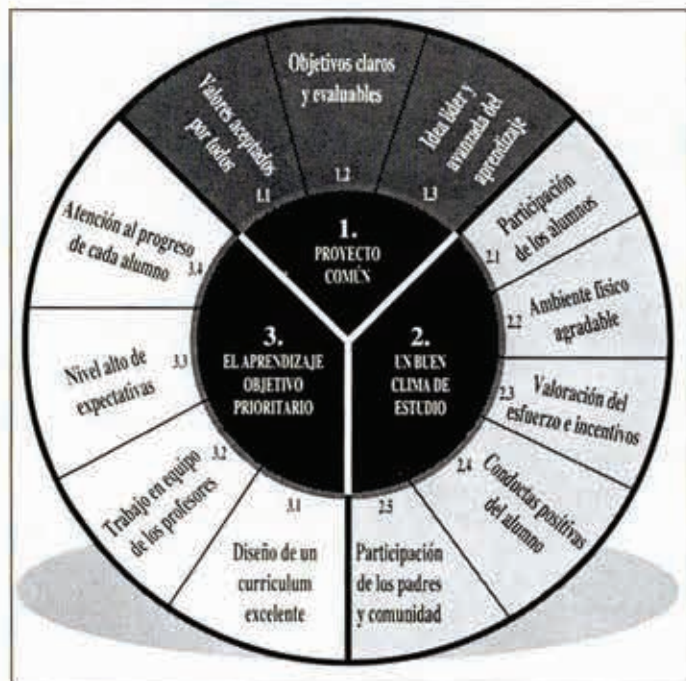 1.
PROYECTO
COMÚN
Valores aceptados
por todos
1.1
Objetivos claros
y evaluables
1.2
Idea líder y
avanzada del
aprendizaje
1.3
2.
UN BUEN
CLIMA DE
ESTUDIO
Participación
de los alumnos
2.1
Ambiente físico
agradable
2.2
Valoración del
esfuerzo e incentivos
2.3
Conductas positivas
del alumno
2.4
Participación
de los padres
y comunidad
2.5
3.
EL APRENDIZAJE
OBJETIVO
PRIORITARIO
3.1
Diseño de un
curriculum
excelente
3.2
Trabajo en equipo
de los profesores
3.3
Nivel alto de
expectativas
3.4
Atención al progreso
de cada alumno